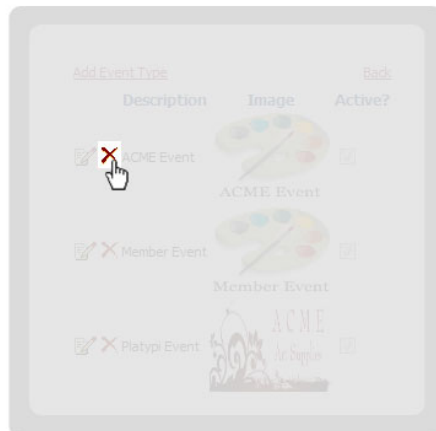 Add Event Type Back
Description Image Active?
ACME Event
ACME Event
Member Event
Member Event
Platypi Event
ACME
Art Supplies